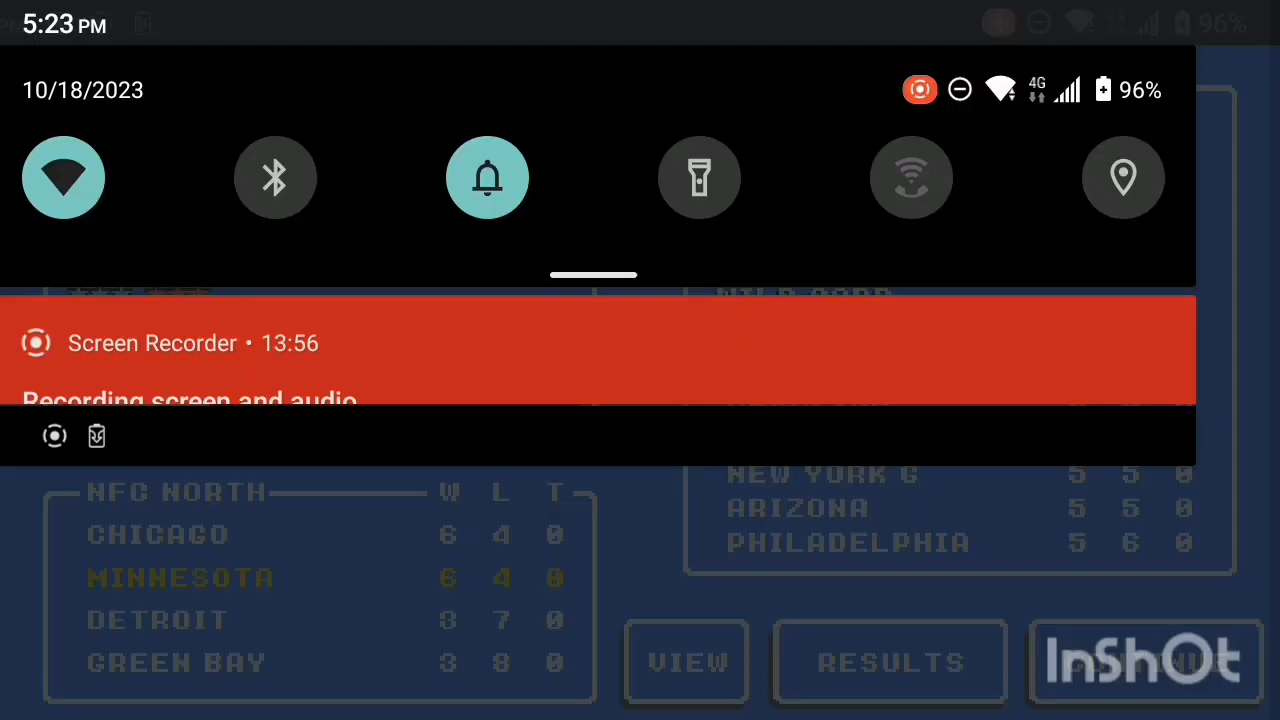 5:23 PM
96%
10/18/2023
4G
96%
Screen Recorder • 13:56
Recording screen and audio
NEW YORK G 5 5 0
ARIZONA 5 5 0
PHILADELPHIA 5 6 0
NFC NORTH W L T
CHICAGO 6 4 0
MINNESOTA 6 4 0
DETROIT 3 7 0
GREEN BAY 3 8 0
VIEW
RESULTS
InShOt